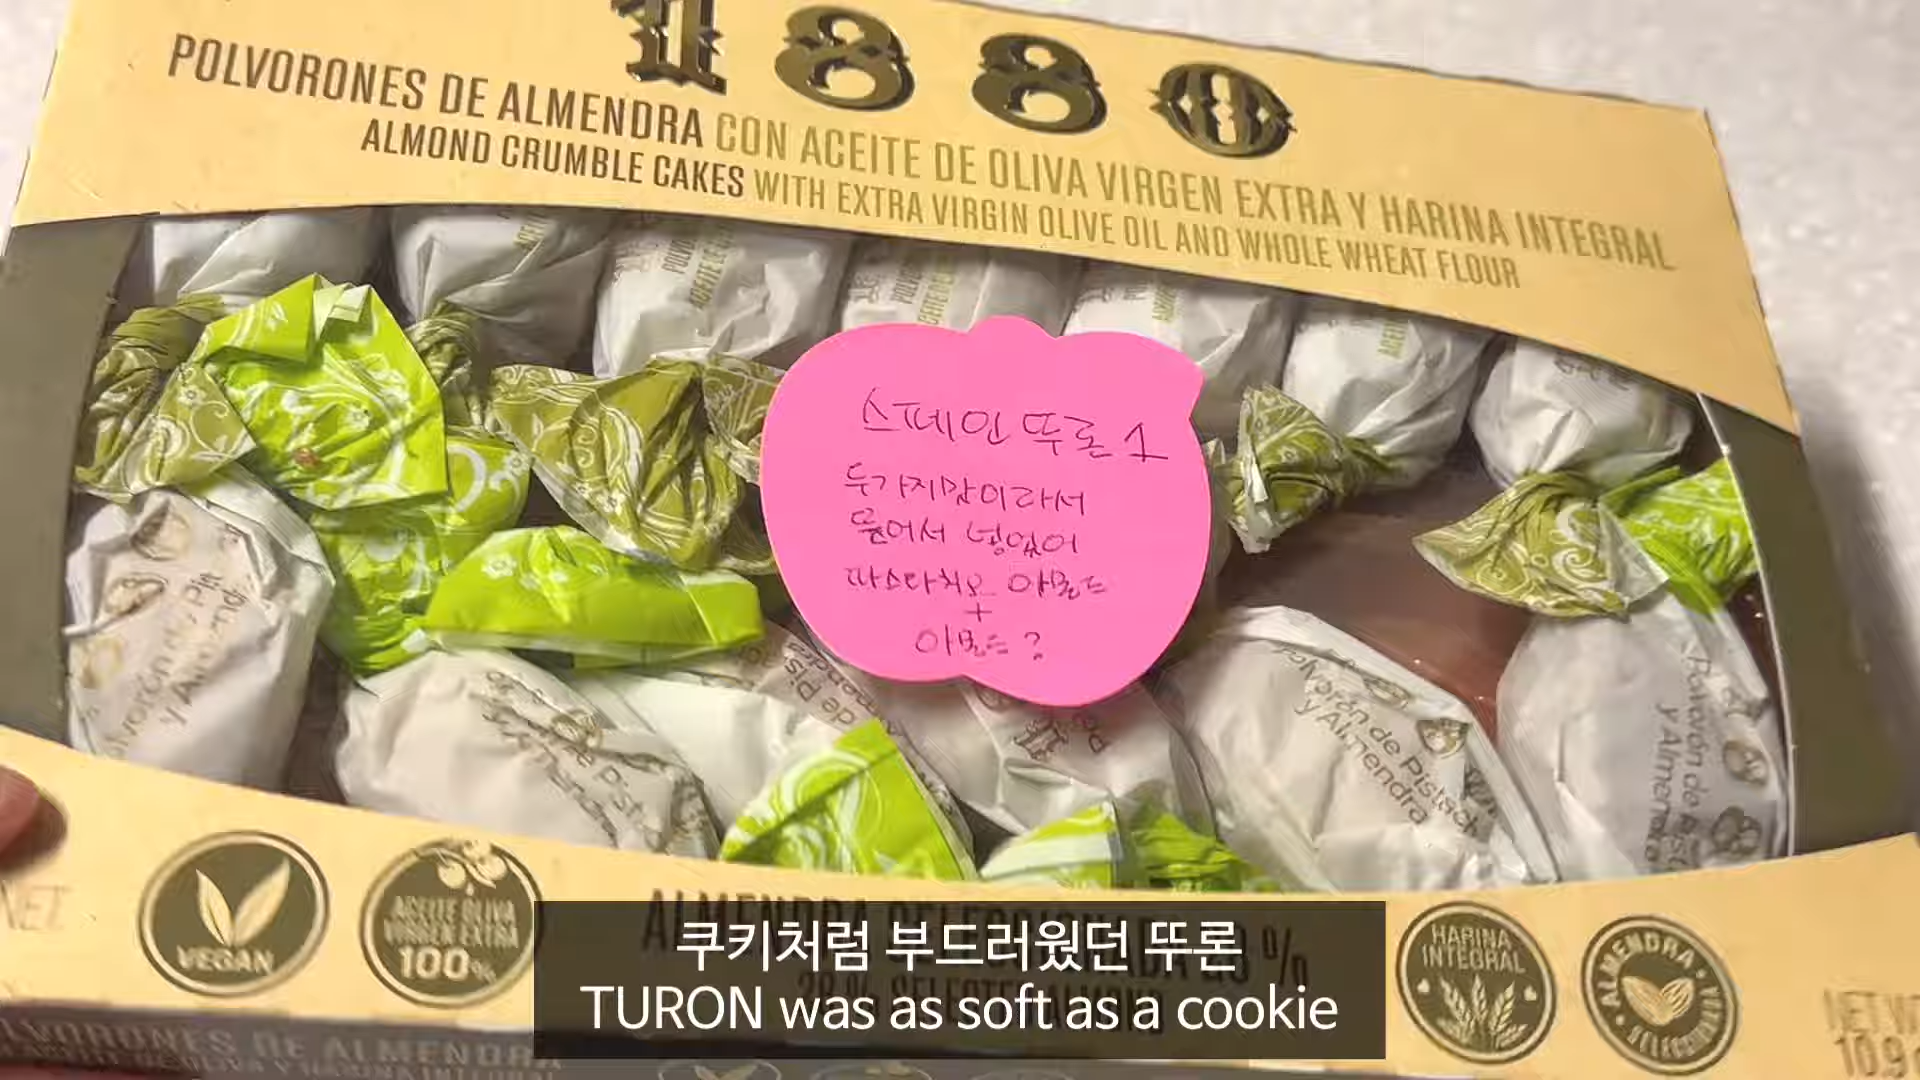 1880
POLVORONES DE ALMENDRA CON ACEITE DE OLIVA VIRGEN EXTRA Y HARINA INTEGRAL
ALMOND CRUMBLE CAKES WITH EXTRA VIRGIN OLIVE OIL AND WHOLE WHEAT FLOUR
스페인 뚜론 1
두가지맛이라서
물어서 넣었어
파스타치오 아몬드
+
아몬드?
Polvorón de Pistach
y Almendra
Polvorón de
y Almendra
VEGAN
ACEITE OLIVA
VIRGEN EXTRA
100%
HARINA
INTEGRAL
ALMENDRA
쿠키처럼 부드러웠던 뚜론
TURON was as soft as a cookie